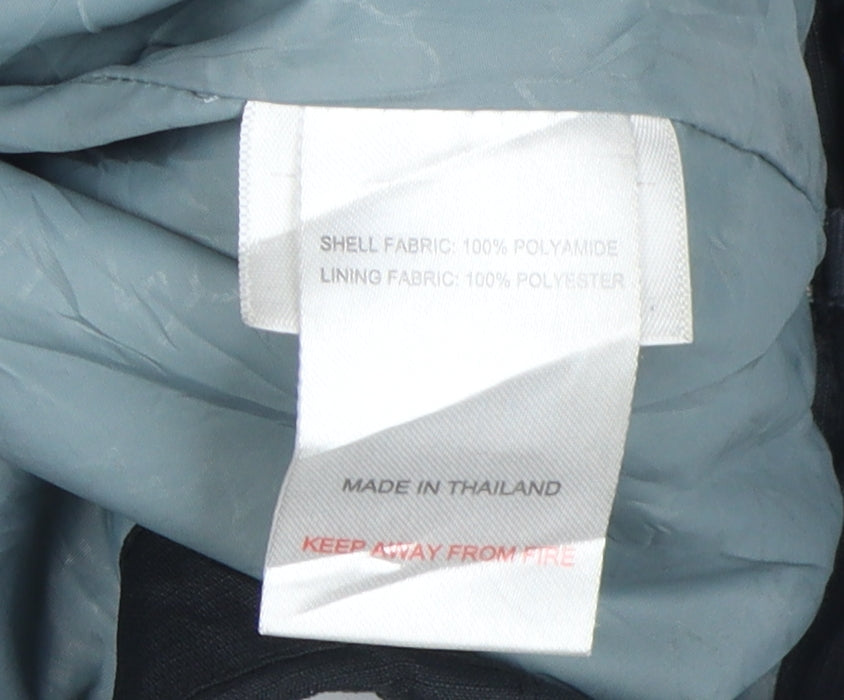 SHELL FABRIC: 100% POLYAMIDE
LINING FABRIC: 100% POLYESTER
MADE IN THAILAND
KEEP AWAY FROM FIRE